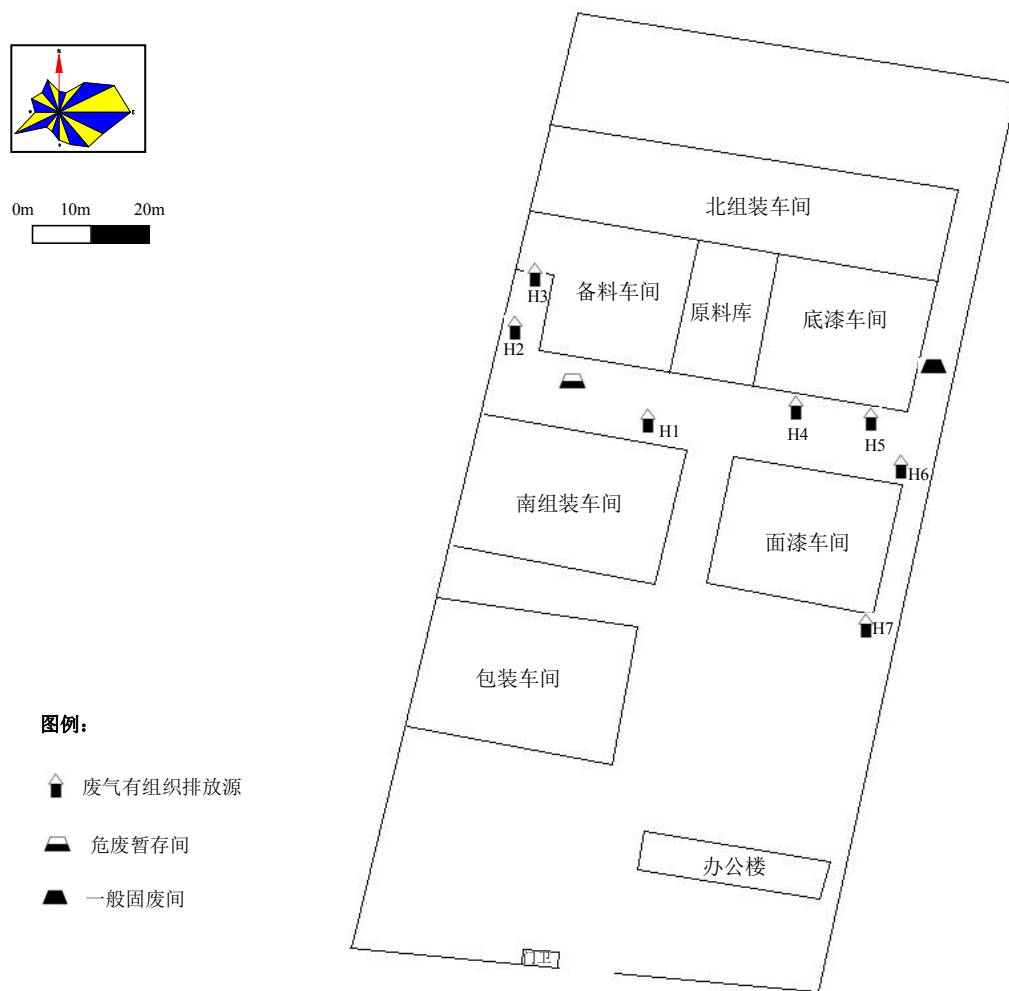 N
E
0m 10m 20m
北组装车间
备料车间
原料库
底漆车间
H3
H2
H1
H4
H5
H6
南组装车间
面漆车间
H7
包装车间
图例：
废气有组织排放源
危废暂存间
一般固废间
办公楼
门卫